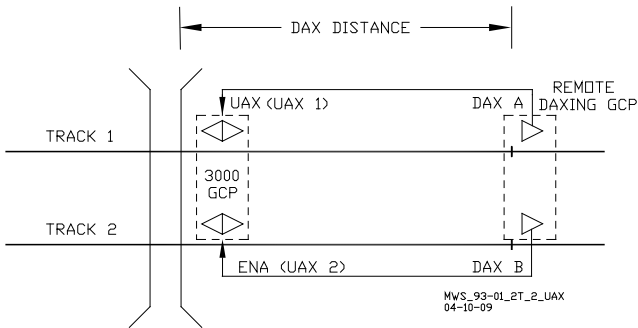 DAX DISTANCE
REMOTE
DAXING GCP
UAX (UAX 1)
DAX A
TRACK 1
3000
GCP
TRACK 2
ENA (UAX 2)
DAX B
MWS_93-01_2T_2_UAX
04-10-09